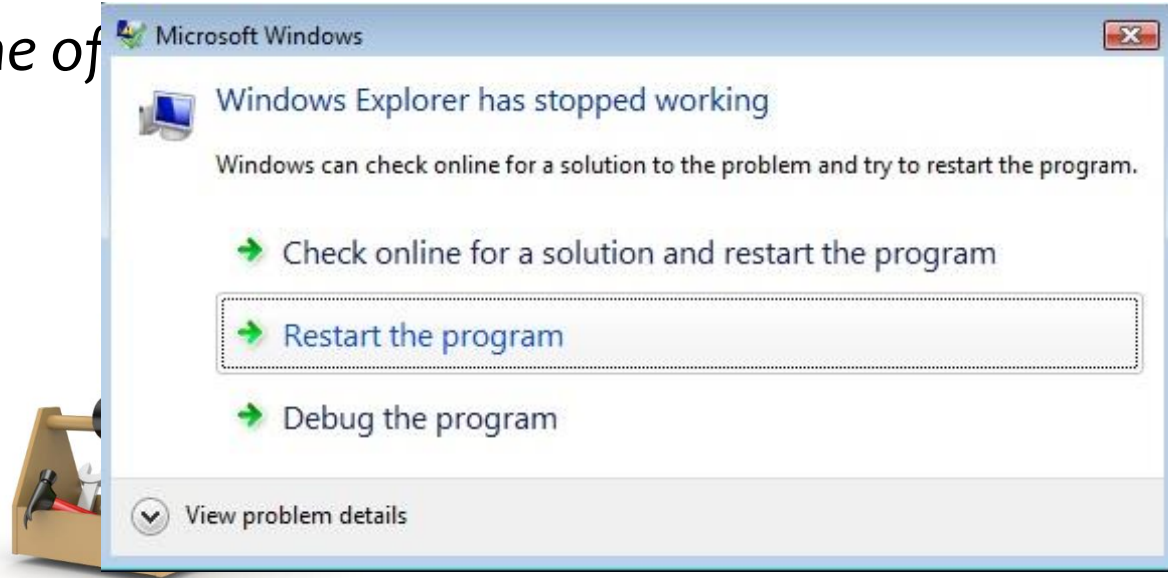 e of
Microsoft Windows
Windows Explorer has stopped working
Windows can check online for a solution to the problem and try to restart the program.
Check online for a solution and restart the program
Restart the program
Debug the program
View problem details